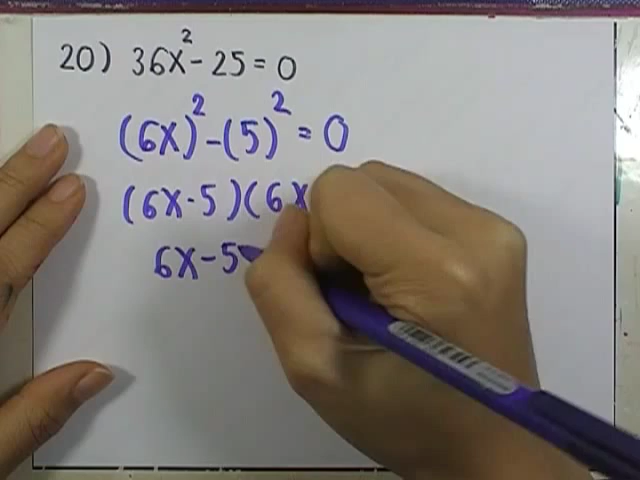 20) 36x² - 25 = 0
(6x)² - (5)² = 0
(6x - 5)(6x
6x - 5